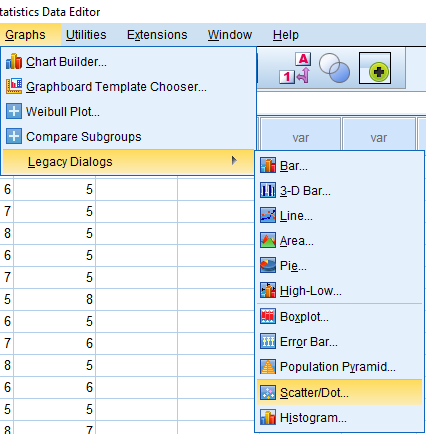 tatistics Data Editor
Graphs Utilities Extensions Window Help
Chart Builder...
Graphboard Template Chooser...
Weibull Plot...
Compare Subgroups
Legacy Dialogs
1 A
var var
Bar...
3-D Bar...
Line...
Area...
Pie...
High-Low...
Boxplot...
Error Bar...
Population Pyramid...
Scatter/Dot...
Histogram...
6 5
7 5
8 5
6 5
7 5
5 8
6 5
7 6
8 5
6 6
5 5
8 7